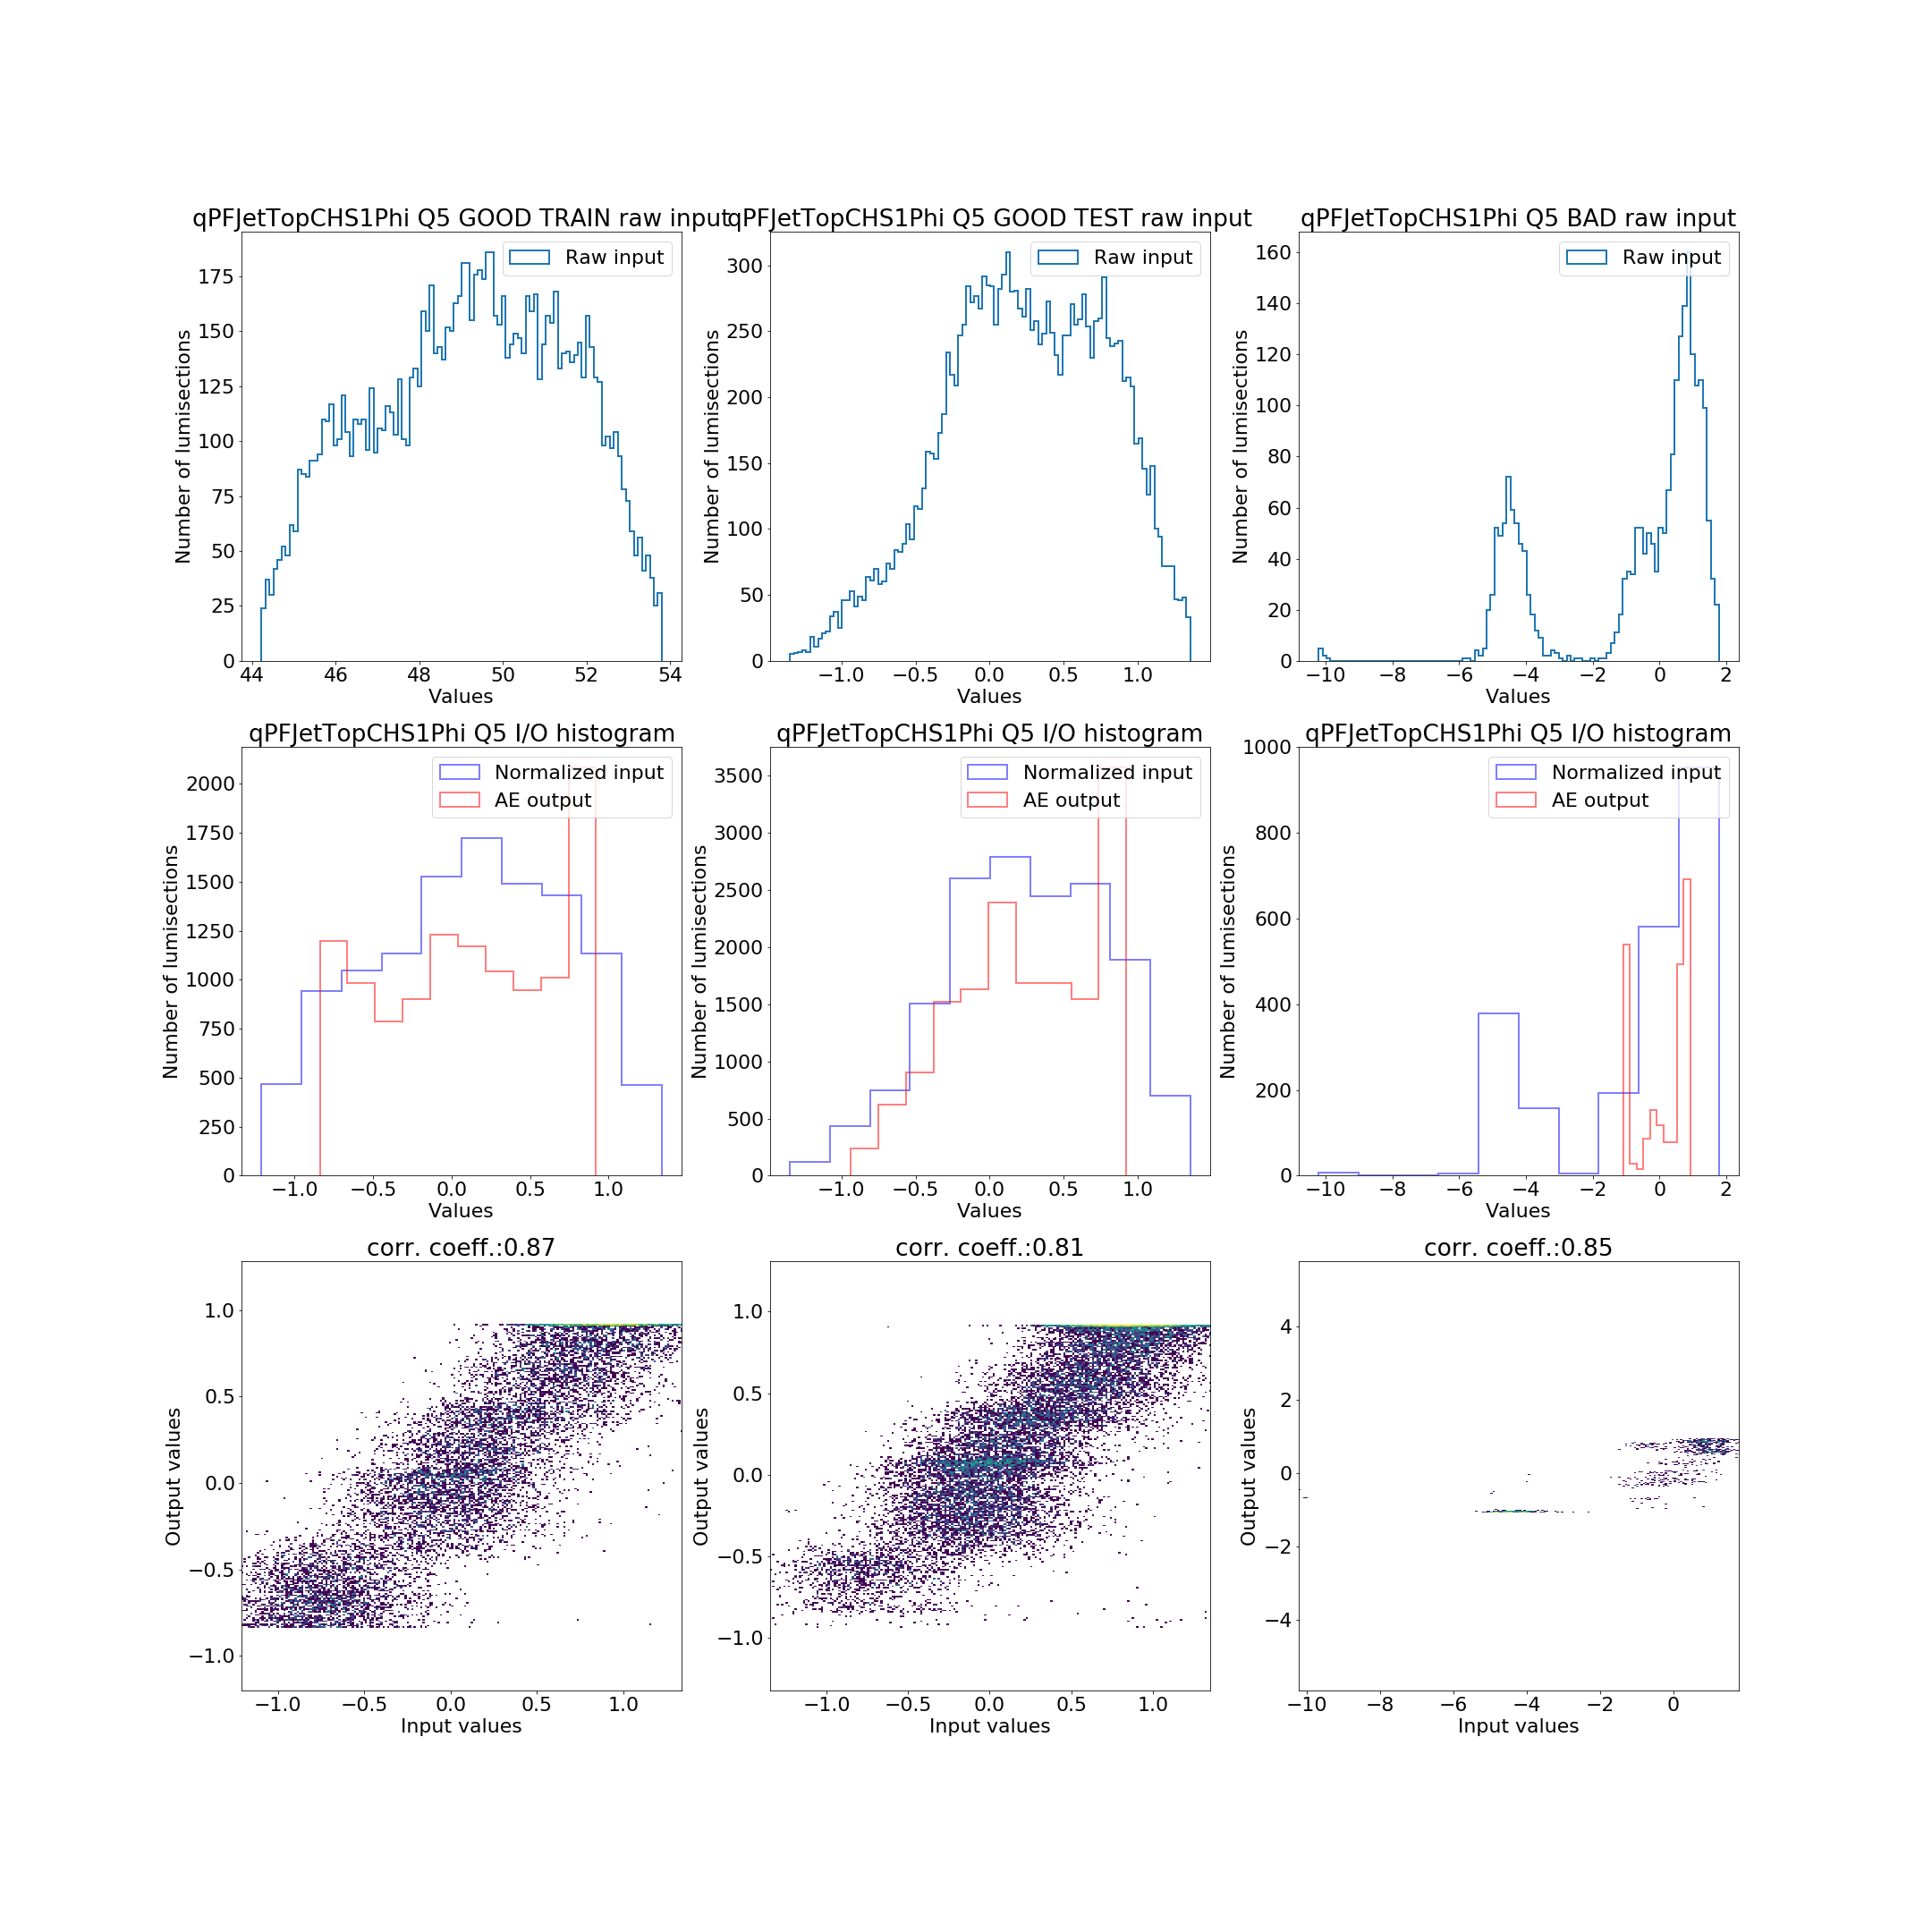 qPFJetTopCHS1Phi Q5 GOOD TRAIN raw input
qPFJetTopCHS1Phi Q5 GOOD TEST raw input
qPFJetTopCHS1Phi Q5 BAD raw input
Raw input
175
150
125
100
75
50
25
0
Number of lumisections
44 46 48 50 52 54
Values
Raw input
300
250
200
150
100
50
0
Number of lumisections
−1.0 −0.5 0.0 0.5 1.0
Values
Raw input
160
140
120
100
80
60
40
20
0
Number of lumisections
−10 −8 −6 −4 −2 0 2
Values
qPFJetTopCHS1Phi Q5 I/O histogram
qPFJetTopCHS1Phi Q5 I/O histogram
qPFJetTopCHS1Phi Q5 I/O histogram
Normalized input
AE output
2000
1750
1500
1250
1000
750
500
250
0
Number of lumisections
−1.0 −0.5 0.0 0.5 1.0
Values
Normalized input
AE output
3500
3000
2500
2000
1500
1000
500
0
Number of lumisections
−1.0 −0.5 0.0 0.5 1.0
Values
Normalized input
AE output
1000
800
600
400
200
0
Number of lumisections
−10 −8 −6 −4 −2 0 2
Values
corr. coeff.:0.87
corr. coeff.:0.81
corr. coeff.:0.85
1.0
0.5
0.0
−0.5
−1.0
Output values
−1.0 −0.5 0.0 0.5 1.0
Input values
1.0
0.5
0.0
−0.5
−1.0
Output values
−1.0 −0.5 0.0 0.5 1.0
Input values
4
2
0
−2
−4
Output values
−10 −8 −6 −4 −2 0
Input values